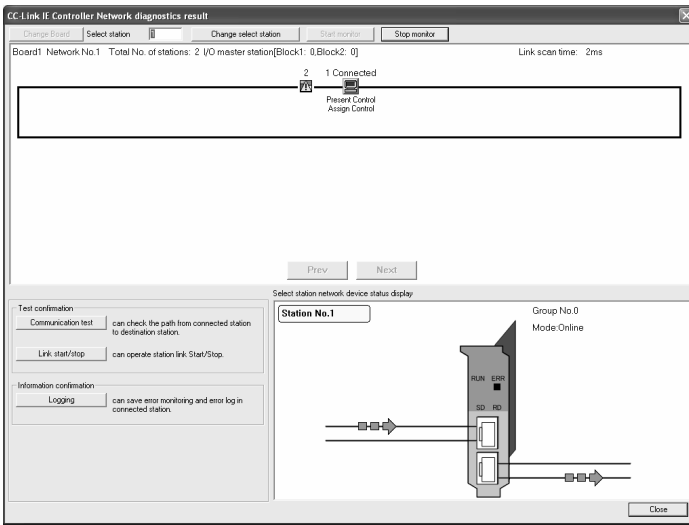 CC-Link IE Controller Network diagnostics result
Change Board Select station 1 Change select station Start monitor Stop monitor
Board1 Network No.1 Total No. of stations: 2 I/O master station[Block1: 0,Block2: 0] Link scan time: 2ms
2 1 Connected
Present Control
Assign Control
Prev Next
Select station network device status display
Test confirmation
Communication test can check the path from connected station
to destination station.
Link start/stop can operate station link Start/Stop.
Information confirmation
Logging can save error monitoring and error log in
connected station.
Station No.1
Group No.0
Mode:Online
RUN ERR
SD RD
Close